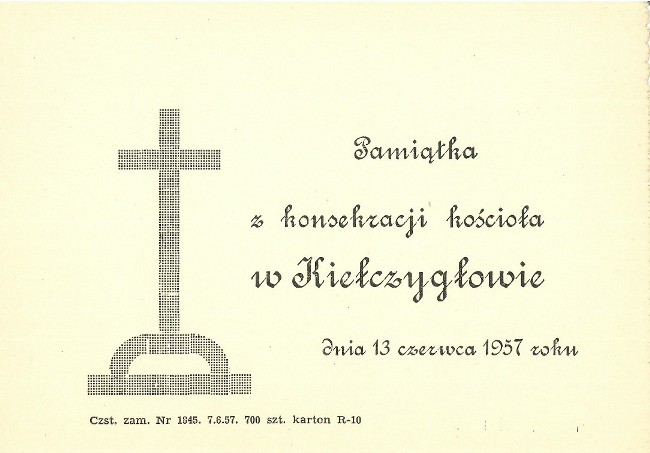 Pamiątka
z konsekracji kościoła
w Kiełczygłowie
dnia 13 czerwca 1957 roku
Czst. zam. Nr 1845. 7.6.57. 700 szt. karton R-10